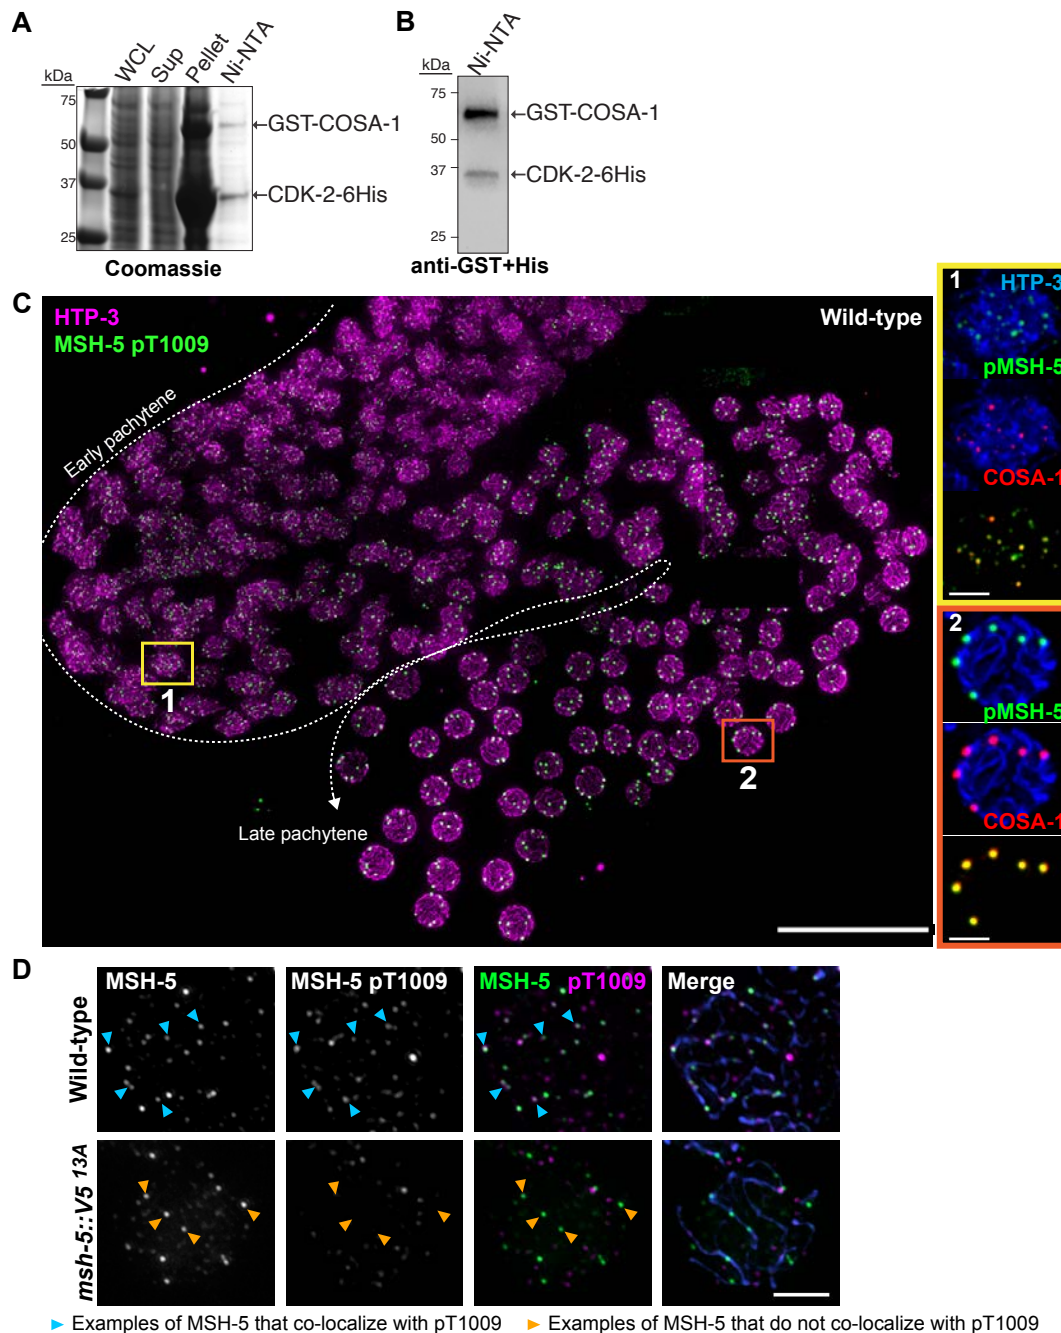 A
kDa
WCL
Sup
Pellet
Ni-NTA
75
50
37
25
GST-COSA-1
CDK-2-6His
Coomassie
B
kDa
Ni-NTA
75
50
37
25
GST-COSA-1
CDK-2-6His
anti-GST+His
C
HTP-3
MSH-5 pT1009
Wild-type
Early pachytene
1
2
Late pachytene
1
HTP-3
pMSH-5
COSA-1
2
pMSH-5
COSA-1
D
MSH-5
MSH-5 pT1009
MSH-5 pT1009
Merge
Wild-type
msh-5::V5 13A
Examples of MSH-5 that co-localize with pT1009
Examples of MSH-5 that do not co-localize with pT1009